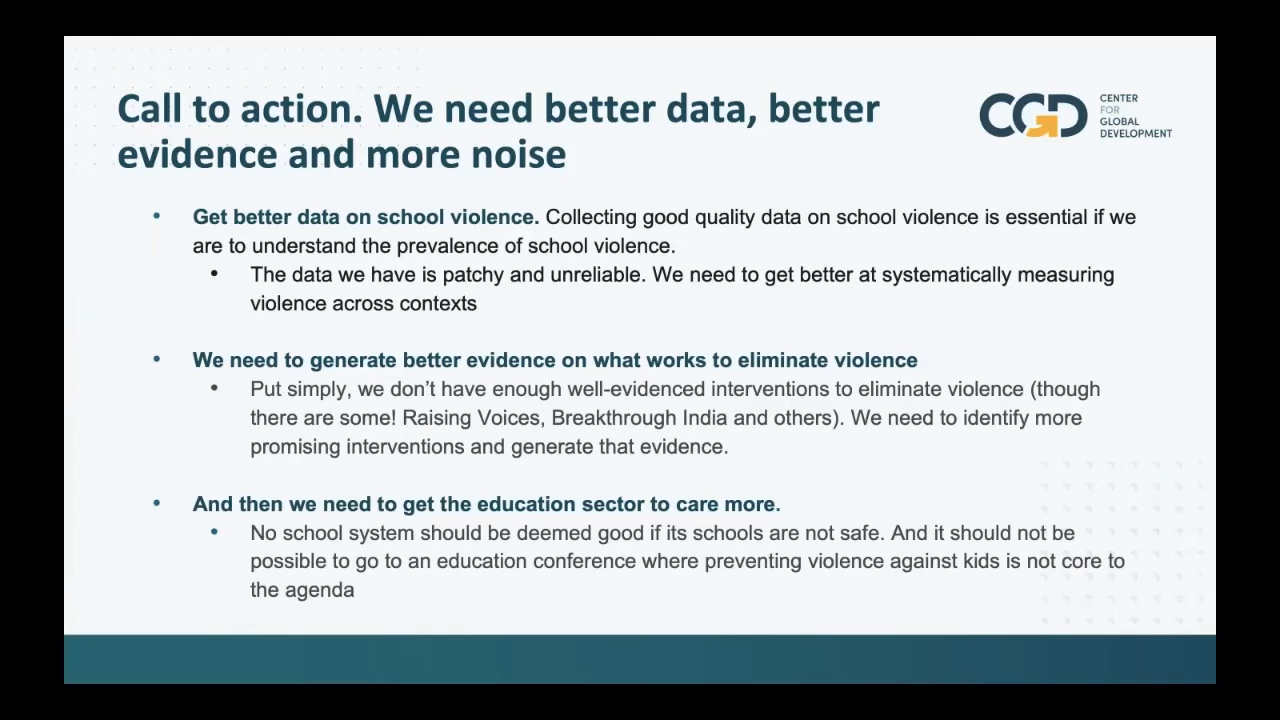 Call to action. We need better data, better
evidence and more noise
CGD
CENTER
FOR
GLOBAL
DEVELOPMENT
• Get better data on school violence. Collecting good quality data on school violence is essential if we
are to understand the prevalence of school violence.
• The data we have is patchy and unreliable. We need to get better at systematically measuring
violence across contexts
• We need to generate better evidence on what works to eliminate violence
• Put simply, we don’t have enough well-evidenced interventions to eliminate violence (though
there are some! Raising Voices, Breakthrough India and others). We need to identify more
promising interventions and generate that evidence.
• And then we need to get the education sector to care more.
• No school system should be deemed good if its schools are not safe. And it should not be
possible to go to an education conference where preventing violence against kids is not core to
the agenda